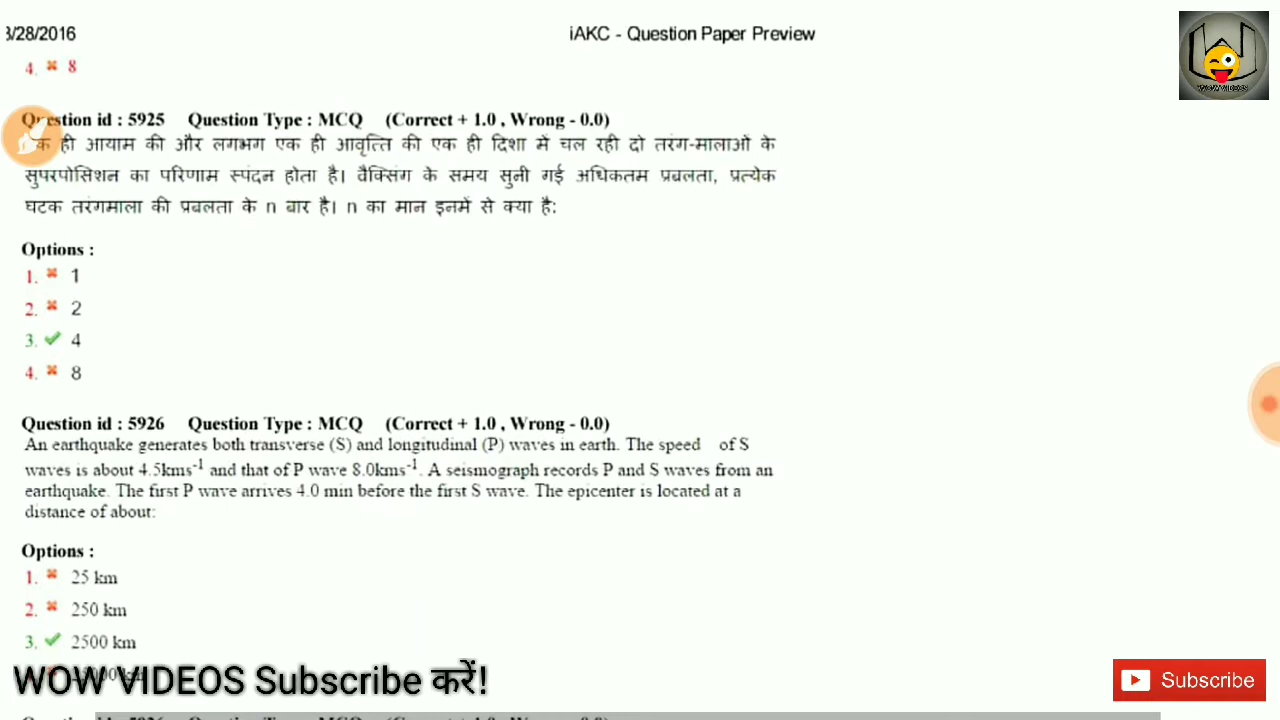 3/28/2016
iAKC - Question Paper Preview
4. 8
WOW VIDEOS
Question id : 5925 Question Type : MCQ (Correct + 1.0 , Wrong - 0.0)
ही आयाम की और लगभग एक ही आवृत्ति की एक ही दिशा में चल रही दो तरंग-मालाओं के
सुपरपोसिशन का परिणाम स्पंदन होता है। वैक्सिंग के समय सुनी गई अधिकतम प्रबलता, प्रत्येक
घटक तरंगमाला की प्रबलता के n बार है। n का मान इनमें से क्या है:
Options :
1. 1
2. 2
3. 4
4. 8
Question id : 5926 Question Type : MCQ (Correct + 1.0 , Wrong - 0.0)
An earthquake generates both transverse (S) and longitudinal (P) waves in earth. The speed of S
waves is about 4.5kms⁻¹ and that of P wave 8.0kms⁻¹. A seismograph records P and S waves from an
earthquake. The first P wave arrives 4.0 min before the first S wave. The epicenter is located at a
distance of about:
Options :
1. 25 km
2. 250 km
3. 2500 km
WOW VIDEOS Subscribe करें!
Subscribe